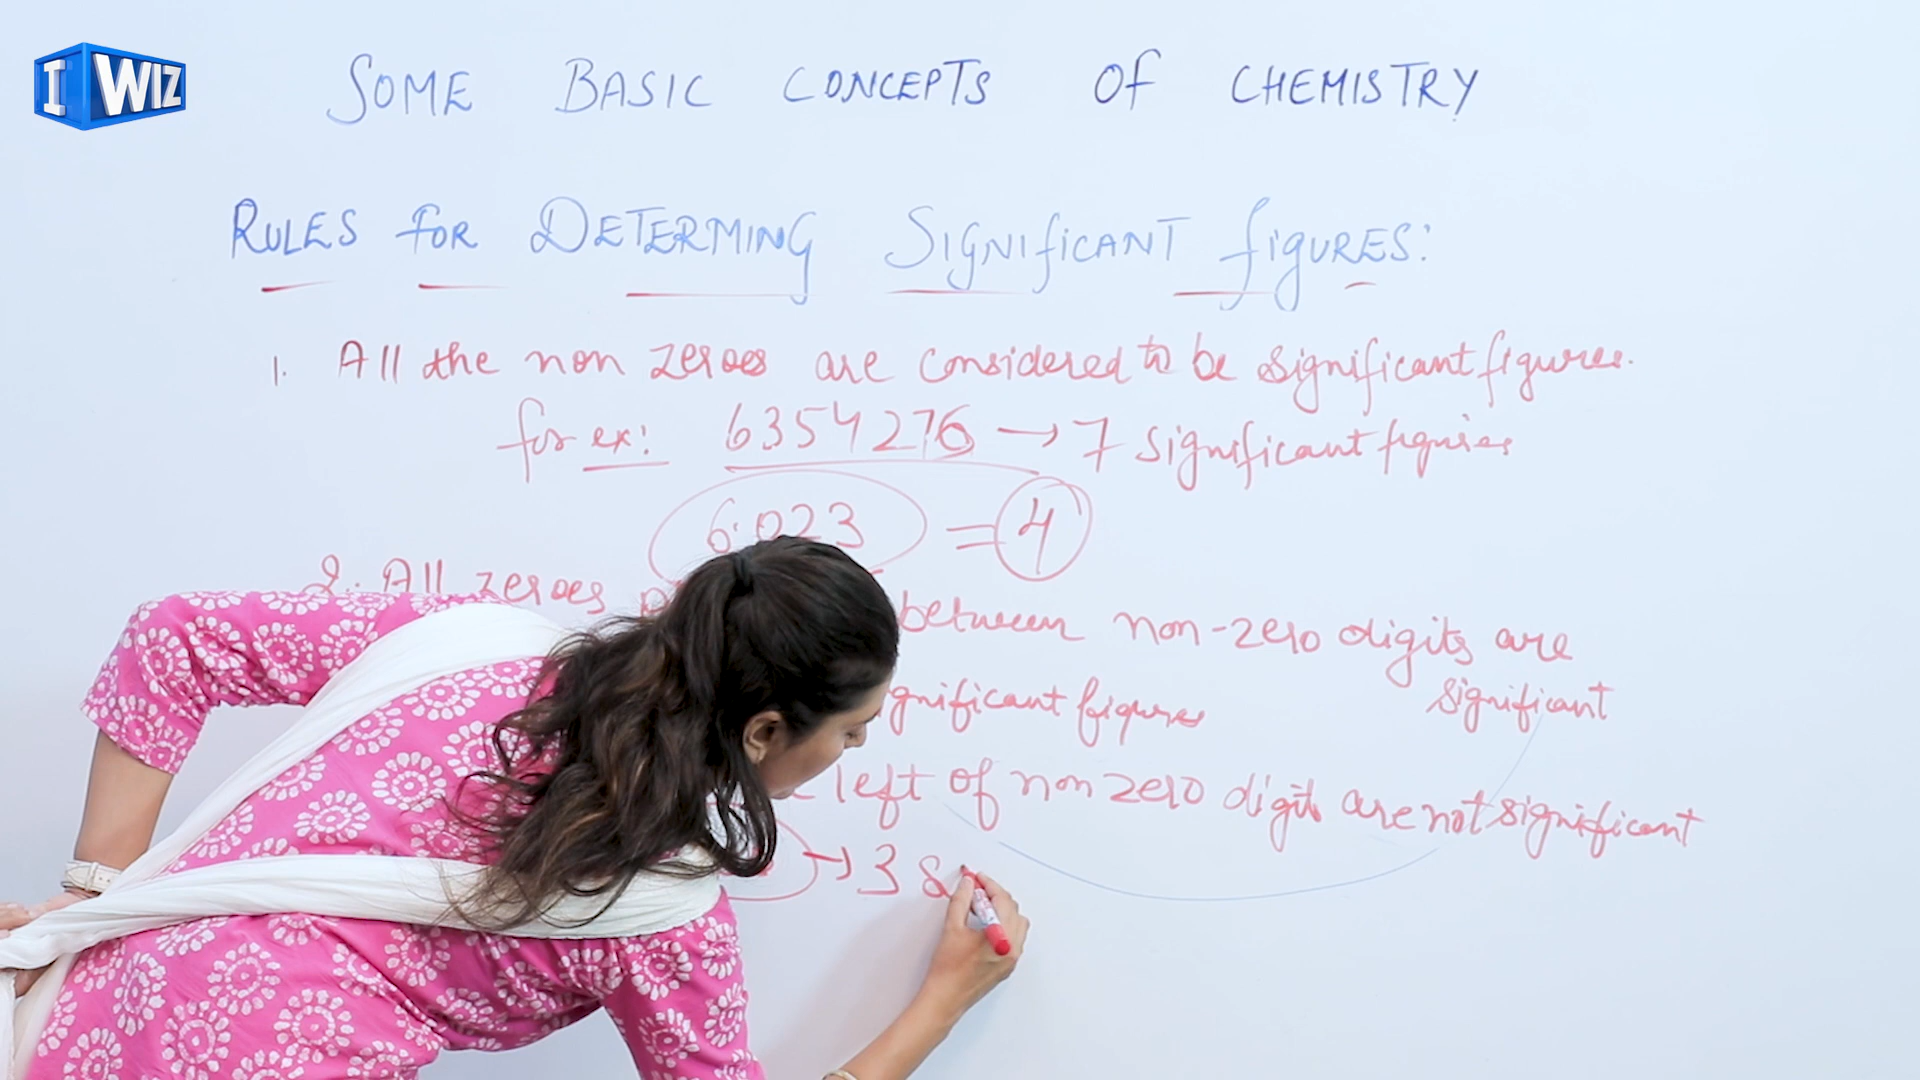 I WIZ
SOME BASIC CONCEPTS OF CHEMISTRY
RULES FOR DETERMING SIGNIFICANT FIGURES:
1. All the non zeroes are considered to be significant figures.
for ex: 6354276 → 7 significant figures
6.023 = 4
2. All zeroes between non-zero digits are
significant
significant figures
left of non zero digit are not significant
→ 3 s